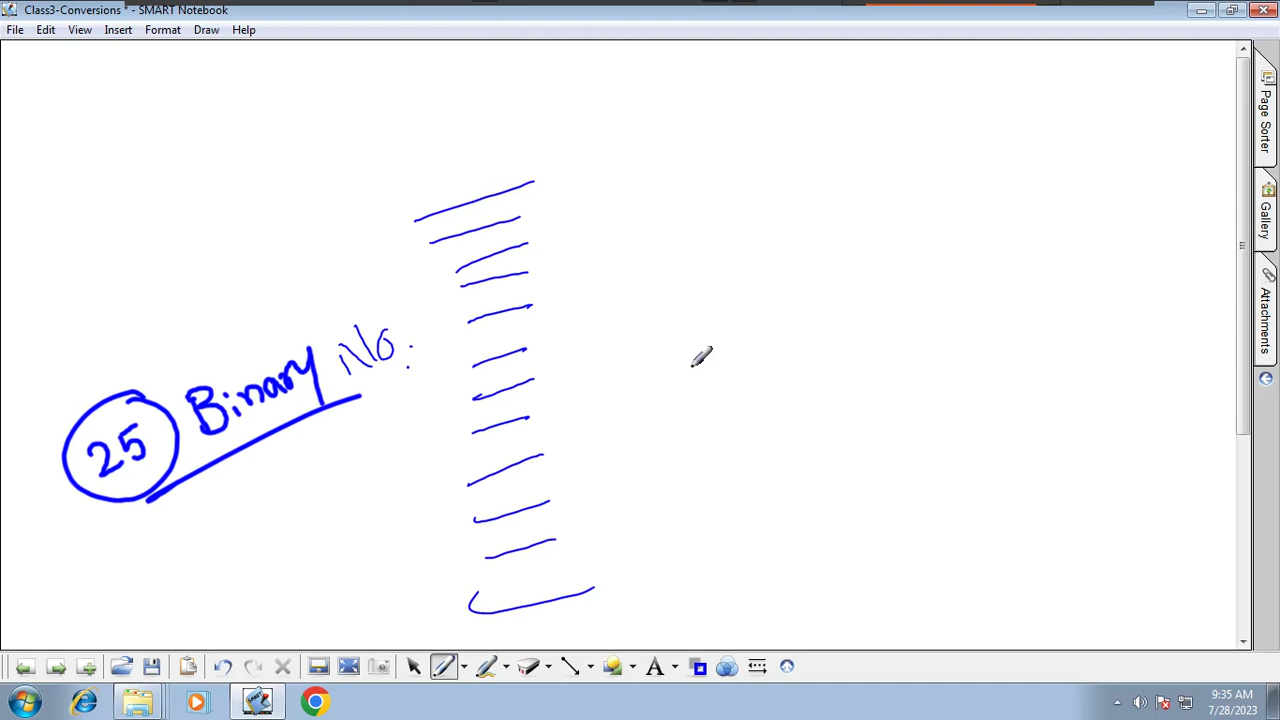 Class3-Conversions * - SMART Notebook
File Edit View Insert Format Draw Help
Page Sorter
Gallery
Attachments
25 Binary No.
A
9:35 AM
7/28/2023